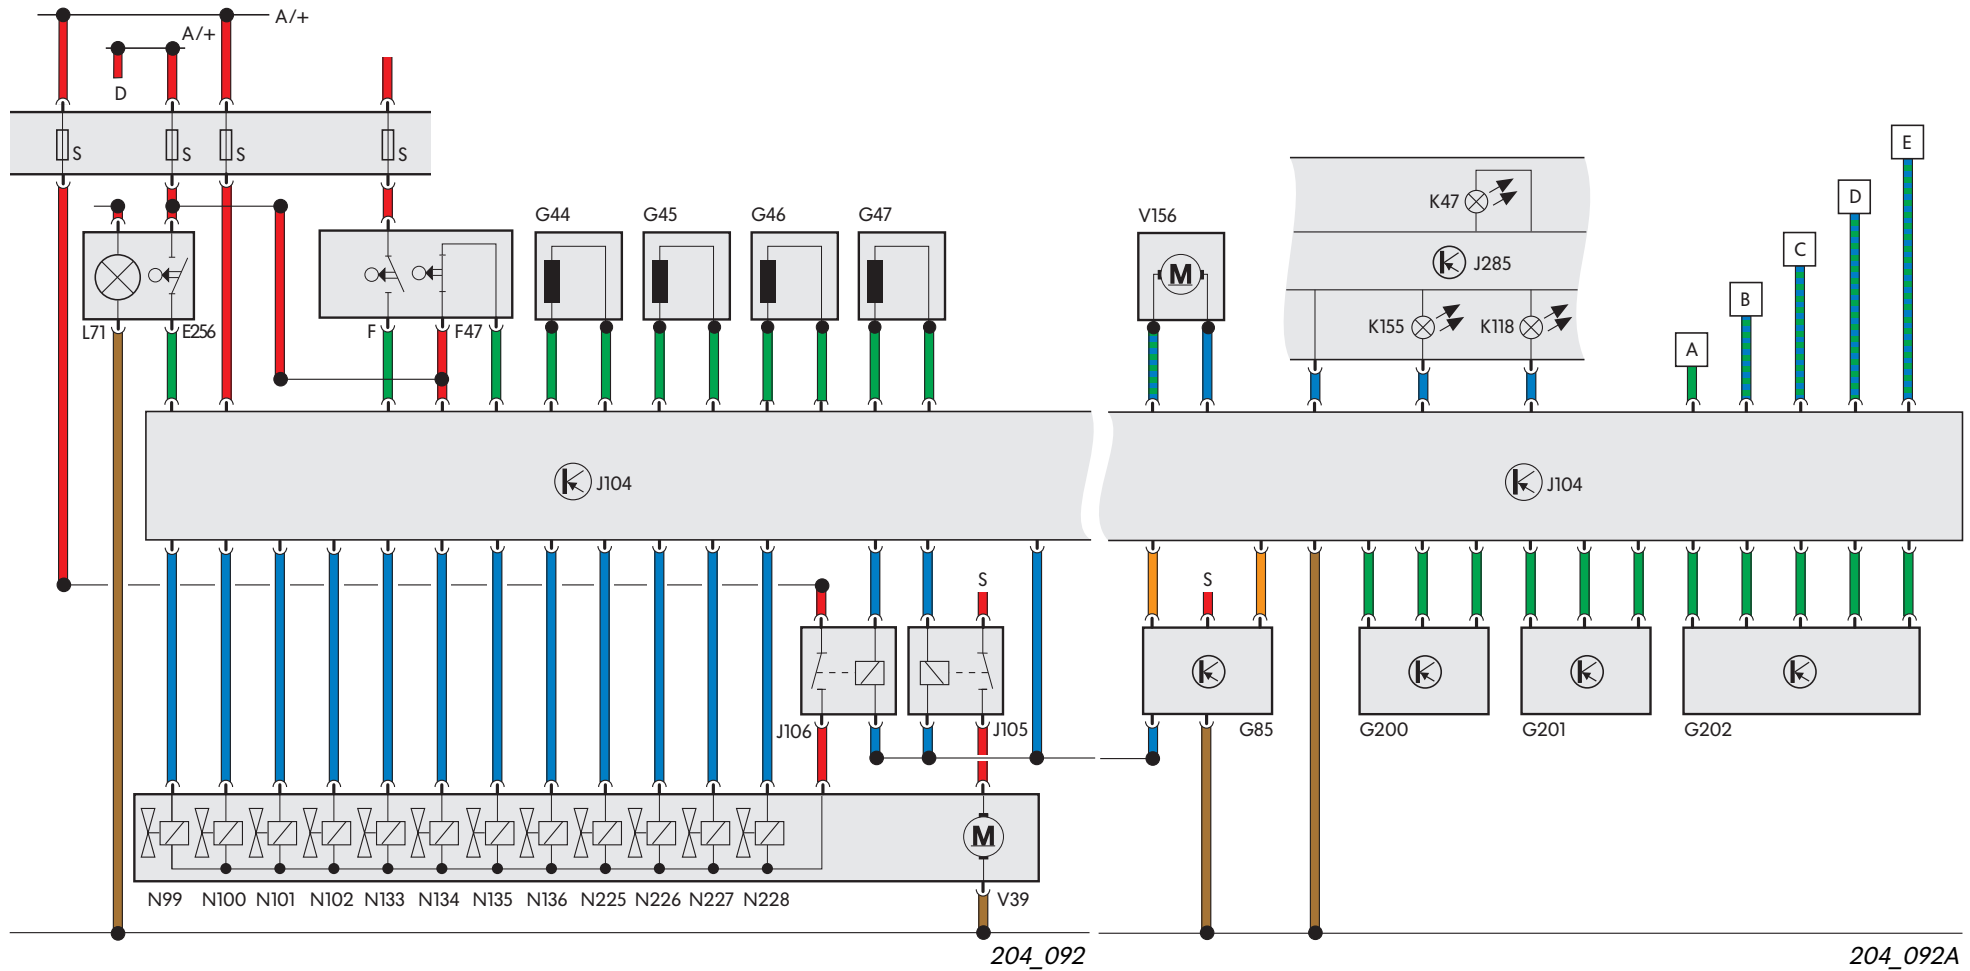 A/+
A/+
D
S
S
S
S
E
D
C
B
A
G44
G45
G46
G47
V156
K47
J285
K155
K118
L71
E256
F
F47
J104
J104
S
S
J106
J105
G85
G200
G201
G202
M
M
N99
N100
N101
N102
N133
N134
N135
N136
N225
N226
N227
N228
V39
204_092
204_092A